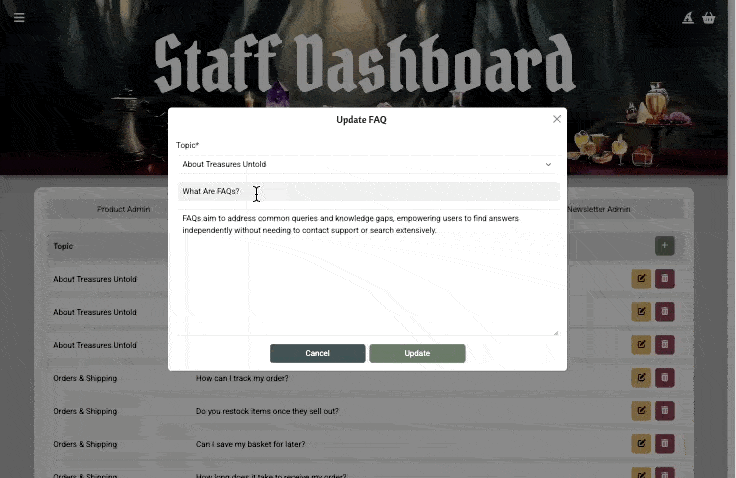 Staff Dashboard
Update FAQ
Topic*
About Treasures Untold
What Are FAQs?
FAQs aim to address common queries and knowledge gaps, empowering users to find answers
independently without needing to contact support or search extensively.
Cancel
Update
Product Admin
Newsletter Admin
Topic
About Treasures Untold
About Treasures Untold
About Treasures Untold
Orders & Shipping
How can I track my order?
Orders & Shipping
Do you restock items once they sell out?
Orders & Shipping
Can I save my basket for later?
Orders & Shipping
How long does it take to receive my order?